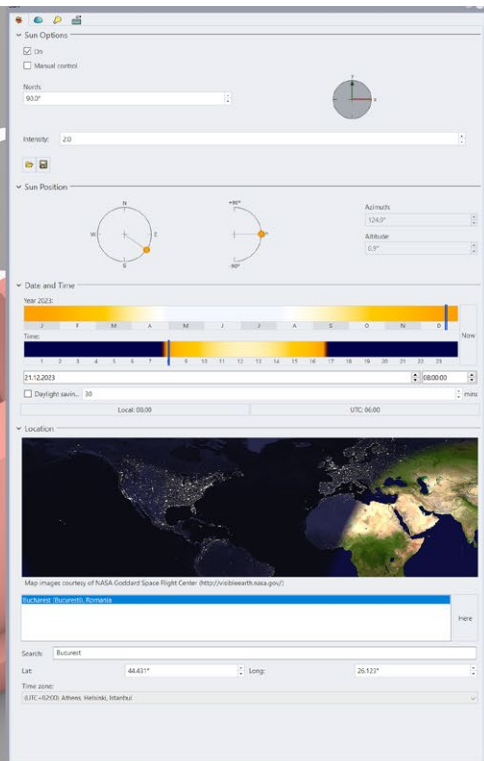 Sun Options
On
Manual control
North:
90.0°
y
x
Intensity: 2.0
Sun Position
N
W E
S
+90°
-90°
Azimuth:
124.9°
Altitude:
0.9°
Date and Time
Year 2023:
J F M A M J J A S O N D
Now
Time:
1 2 3 4 5 6 7 8 9 10 11 12 13 14 15 16 17 18 19 20 21 22 23
21.12.2023 08:00:00
Daylight savin.. 30 mins
Local: 08:00 UTC: 06:00
Location
Map images courtesy of NASA Goddard Space Flight Center (http://visibleearth.nasa.gov/)
Bucharest (Bucuresti), Romania
Here
Search: Bucurest
Lat: 44.431° Long: 26.123°
Time zone:
(UTC+02:00) Athens, Helsinki, Istanbul